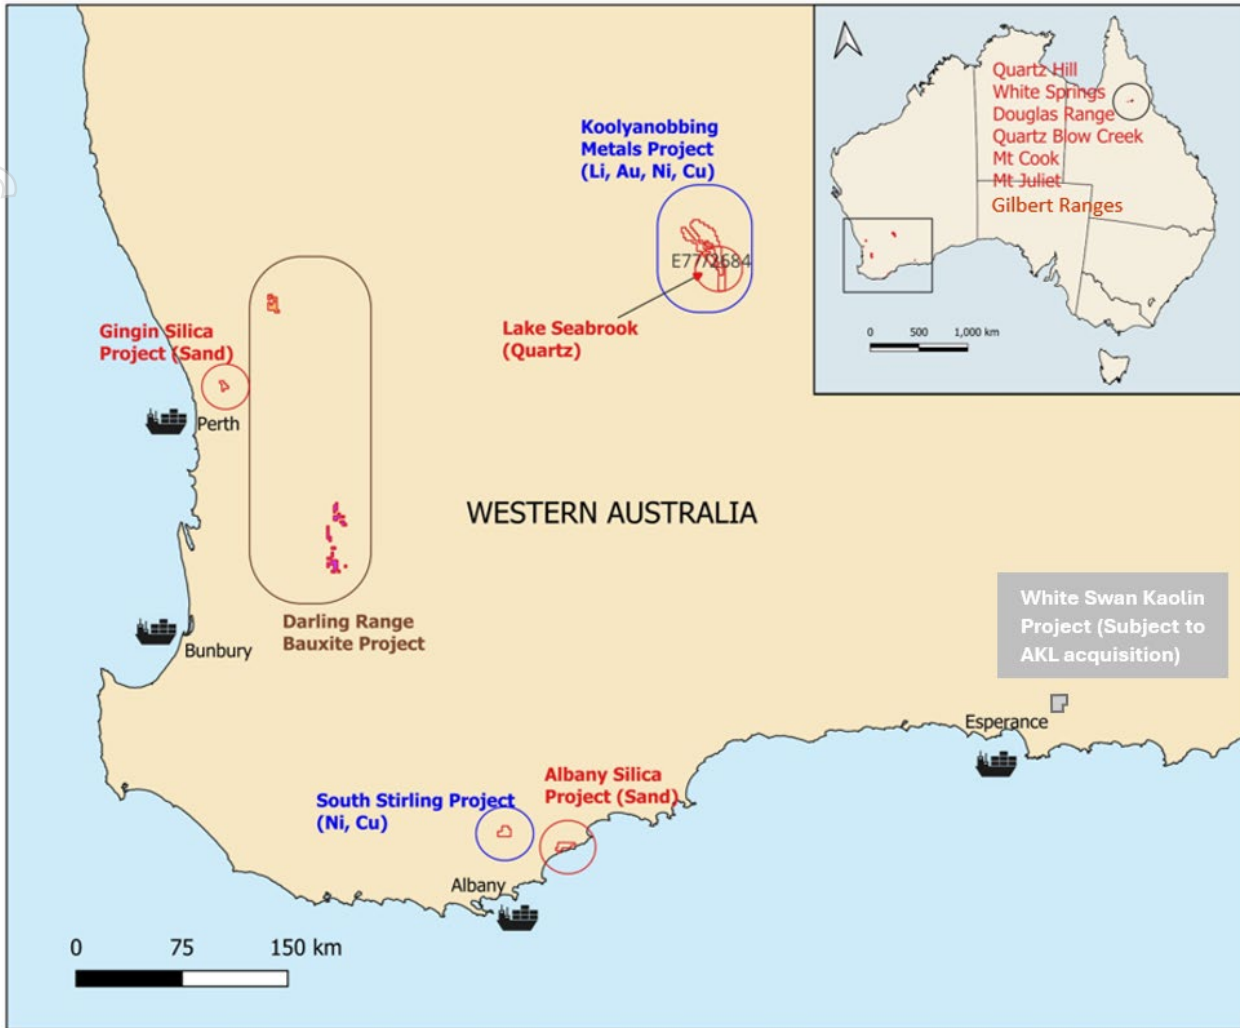 Quartz Hill
White Springs
Douglas Range
Quartz Blow Creek
Mt Cook
Mt Juliet
Gilbert Ranges
0 500 1,000 km
Koolyanobbing
Metals Project
(Li, Au, Ni, Cu)
E77/2684
Lake Seabrook
(Quartz)
Gingin Silica
Project (Sand)
Perth
WESTERN AUSTRALIA
Darling Range
Bauxite Project
Bunbury
White Swan Kaolin
Project (Subject to
AKL acquisition)
Esperance
Albany Silica
Project (Sand)
South Stirling Project
(Ni, Cu)
Albany
0 75 150 km